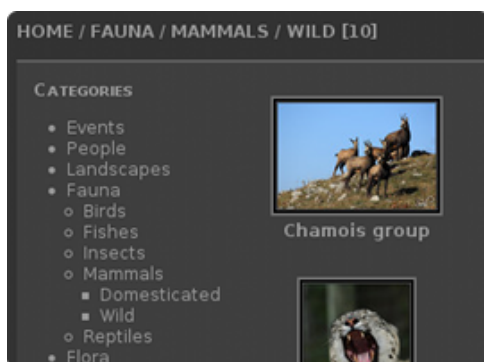 HOME / FAUNA / MAMMALS / WILD [10]
CATEGORIES
Events
People
Landscapes
Fauna
Birds
Fishes
Insects
Mammals
Domesticated
Wild
Reptiles
Flora
Chamois group